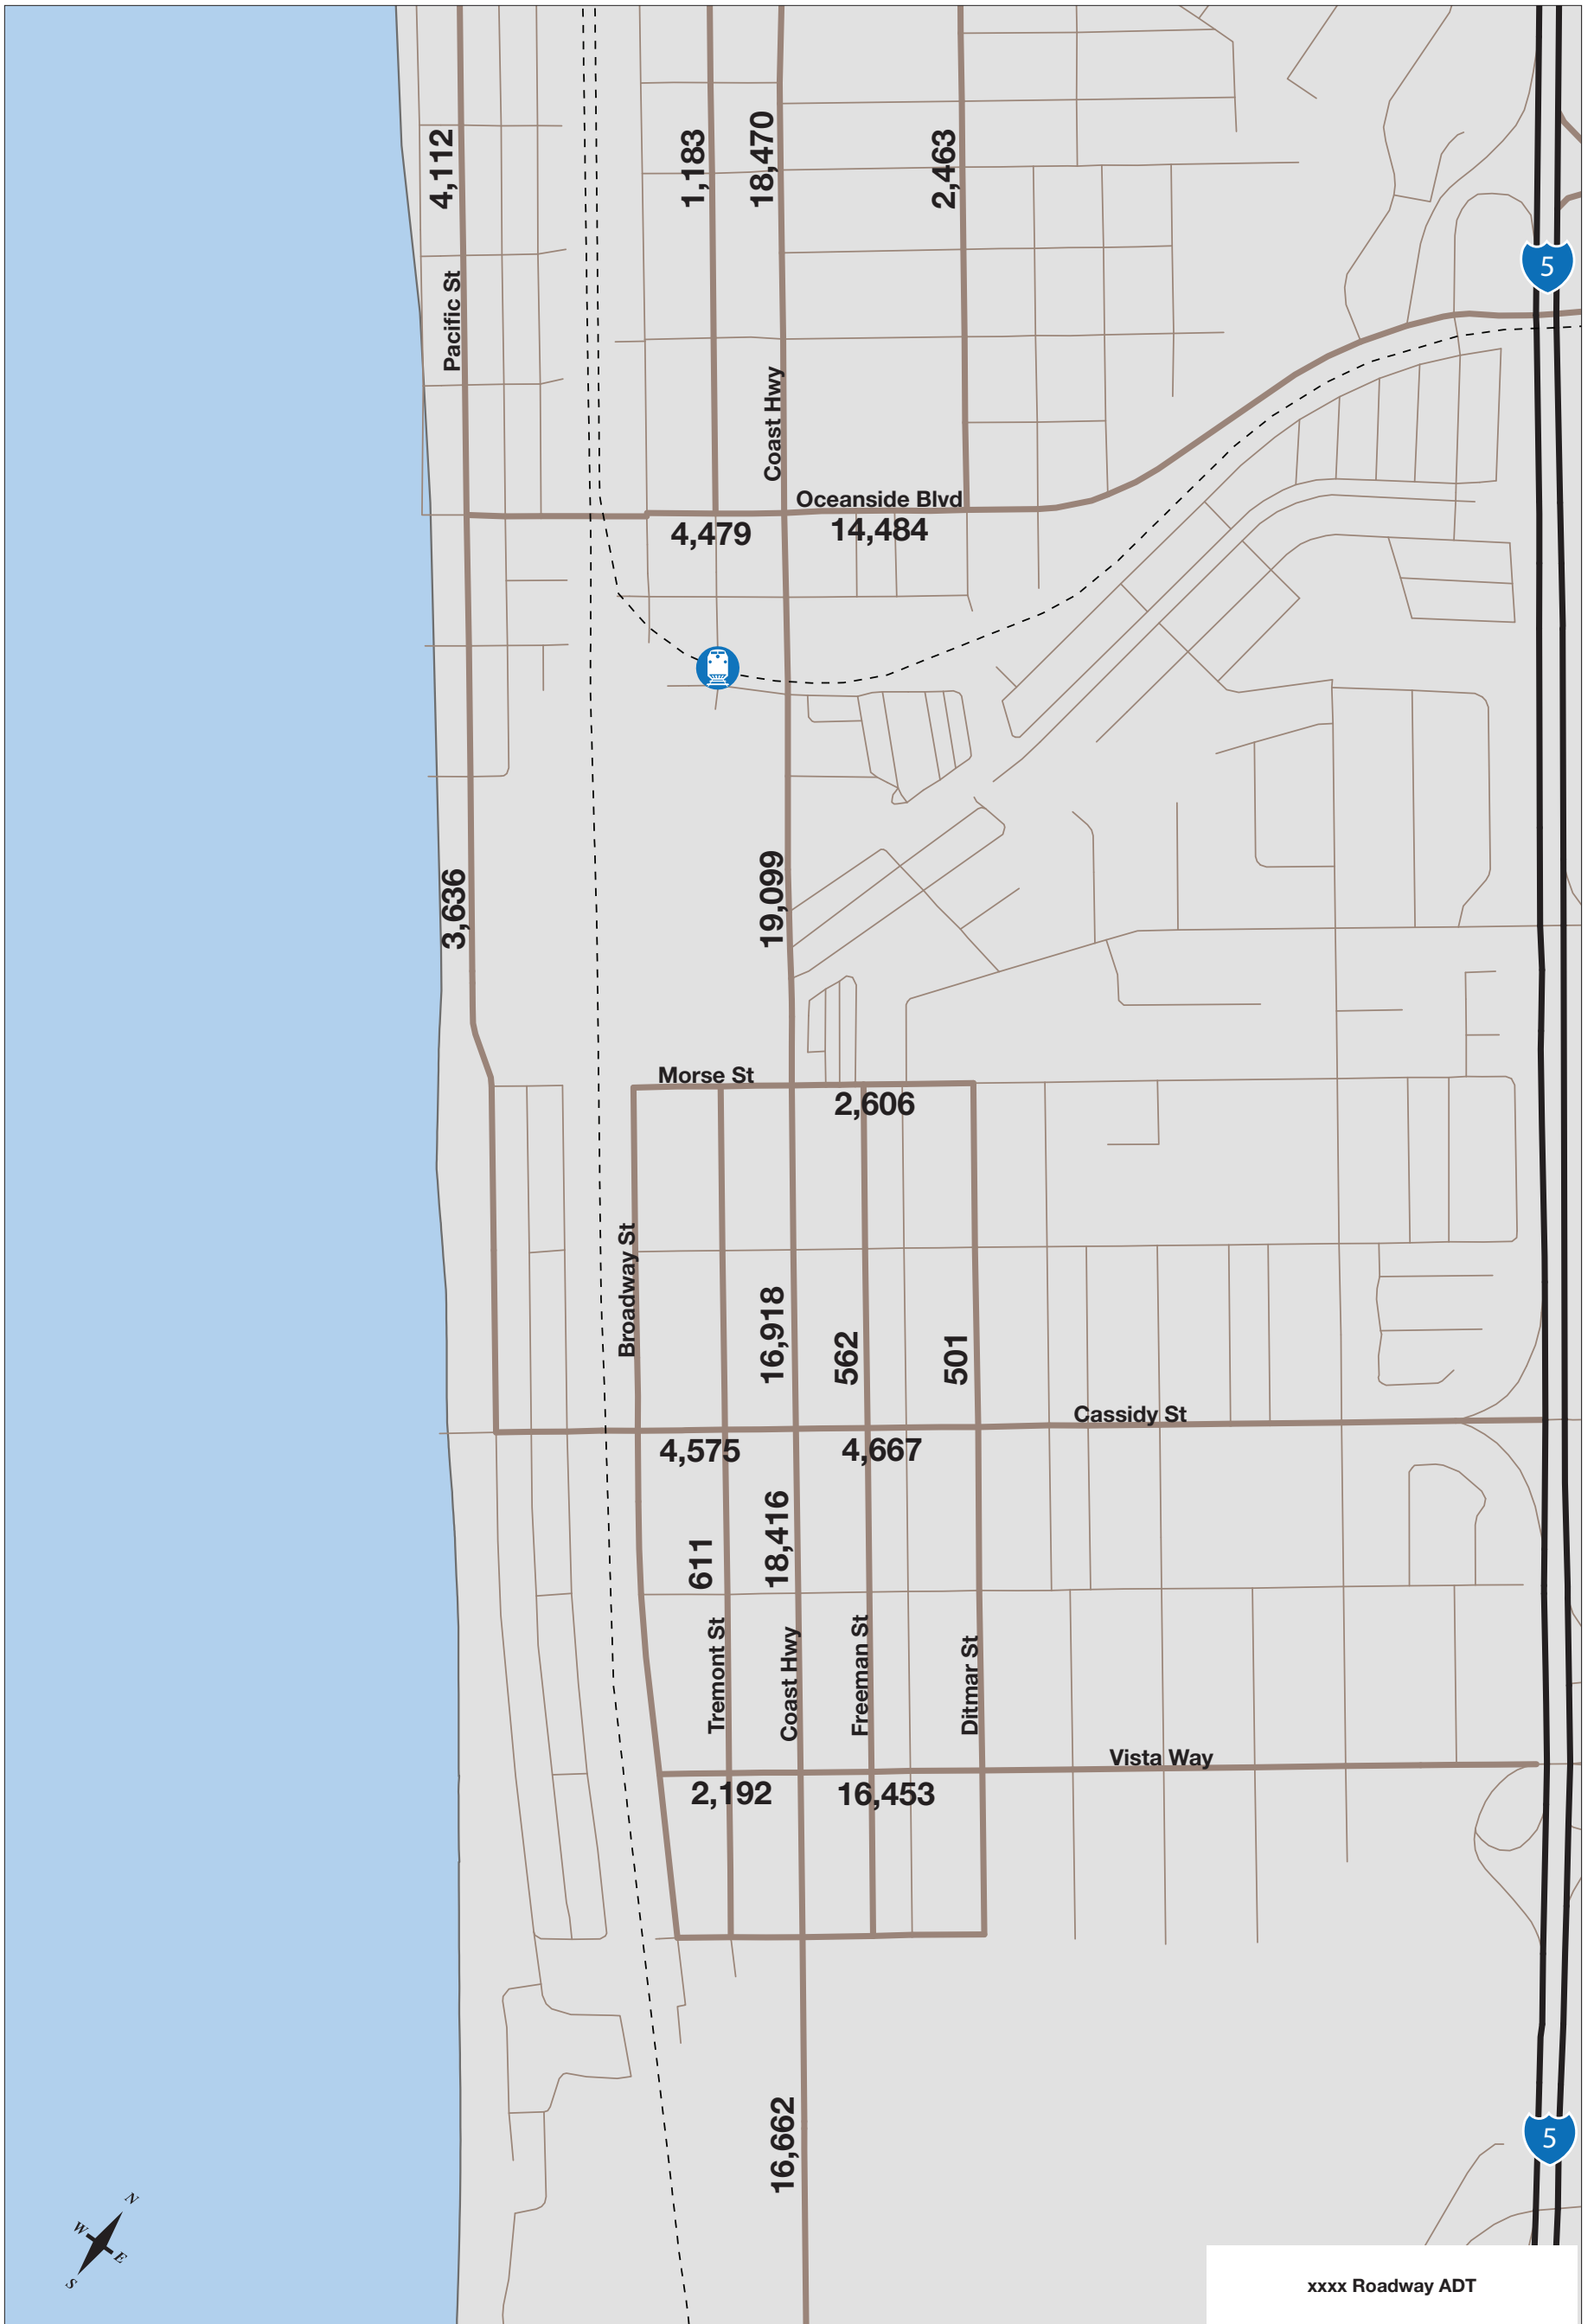 4,112
1,183
18,470
2,463
5
Pacific St
Coast Hwy
Oceanside Blvd
4,479
14,484
3,636
19,099
Morse St
2,606
Broadway St
16,918
562
501
Cassidy St
4,575
4,667
611
18,416
Tremont St
Coast Hwy
Freeman St
Ditmar St
Vista Way
2,192
16,453
16,662
5
N
W
E
S
xxxx Roadway ADT